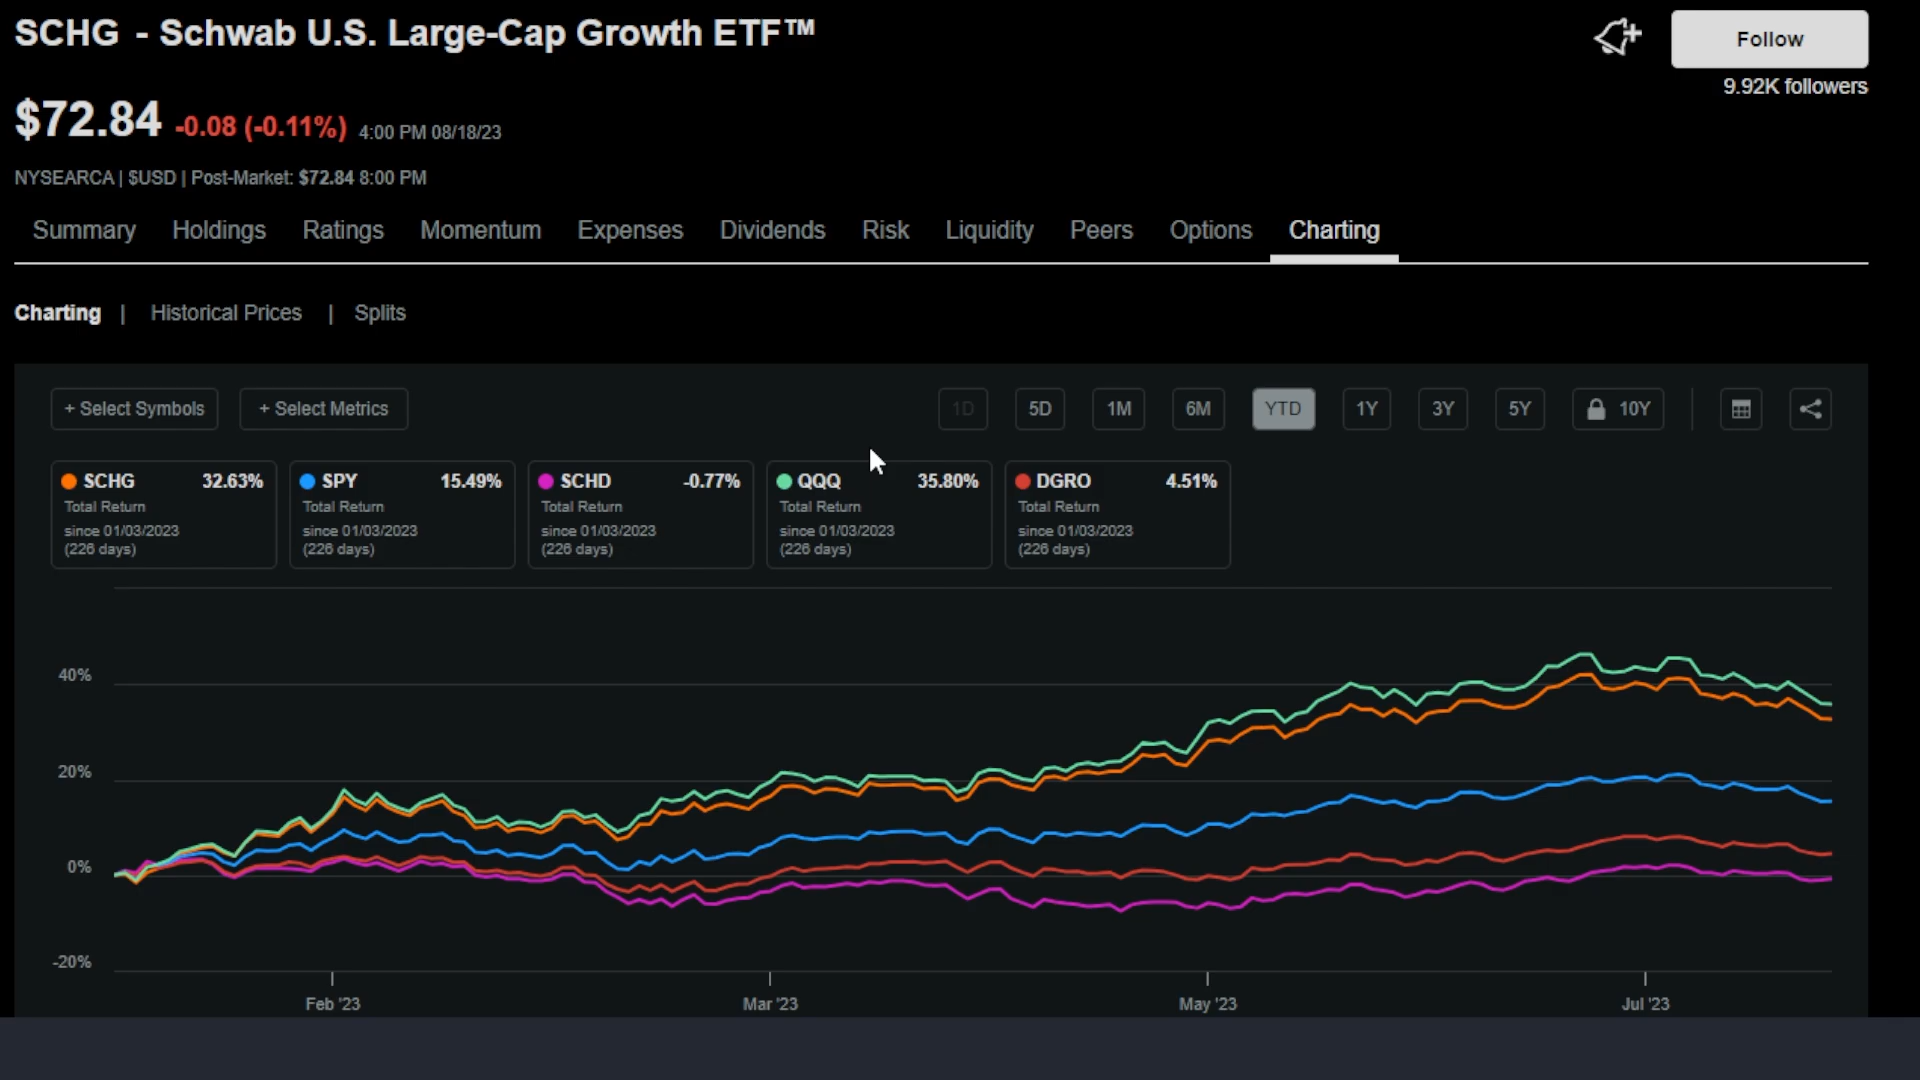 SCHG - Schwab U.S. Large-Cap Growth ETF™
Follow
9.92K followers
$72.84 -0.08 (-0.11%) 4:00 PM 08/18/23
NYSEARCA | $USD | Post-Market: $72.84 8:00 PM
Summary Holdings Ratings Momentum Expenses Dividends Risk Liquidity Peers Options Charting
Charting | Historical Prices | Splits
+ Select Symbols + Select Metrics 1D 5D 1M 6M YTD 1Y 3Y 5Y 10Y
SCHG 32.63% SPY 15.49% SCHD -0.77% QQQ 35.80% DGRO 4.51%
Total Return Total Return Total Return Total Return Total Return
since 01/03/2023 since 01/03/2023 since 01/03/2023 since 01/03/2023 since 01/03/2023
(226 days) (226 days) (226 days) (226 days) (226 days)
40%
20%
0%
-20%
Feb '23 Mar '23 May '23 Jul '23